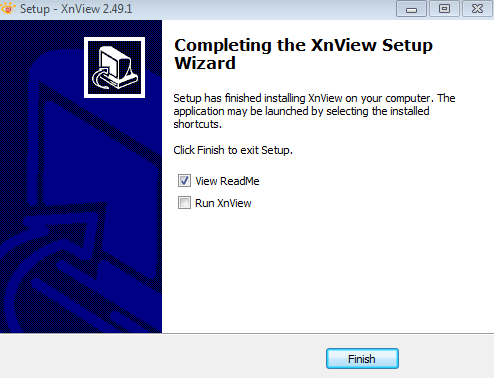 Setup - XnView 2.49.1
Completing the XnView Setup
Wizard
Setup has finished installing XnView on your computer. The
application may be launched by selecting the installed
shortcuts.
Click Finish to exit Setup.
View ReadMe
Run XnView
Finish